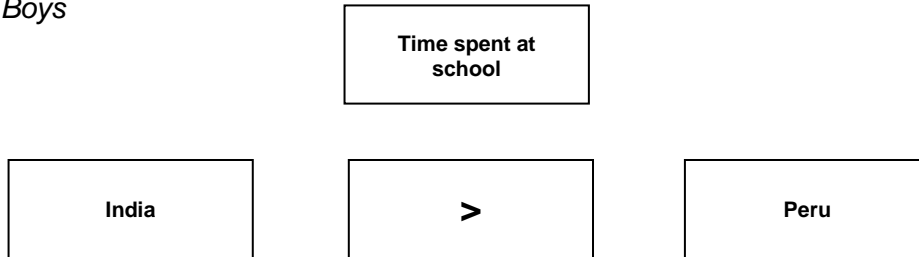 Boys
Time spent at
school
India
>
Peru